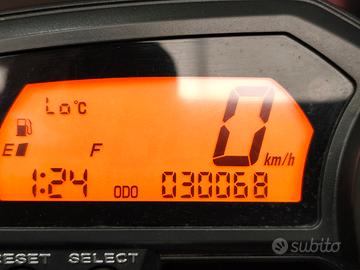 Lo°C
0
km/h
E F
1:24 ODO 030068
RESET SELECT
subito